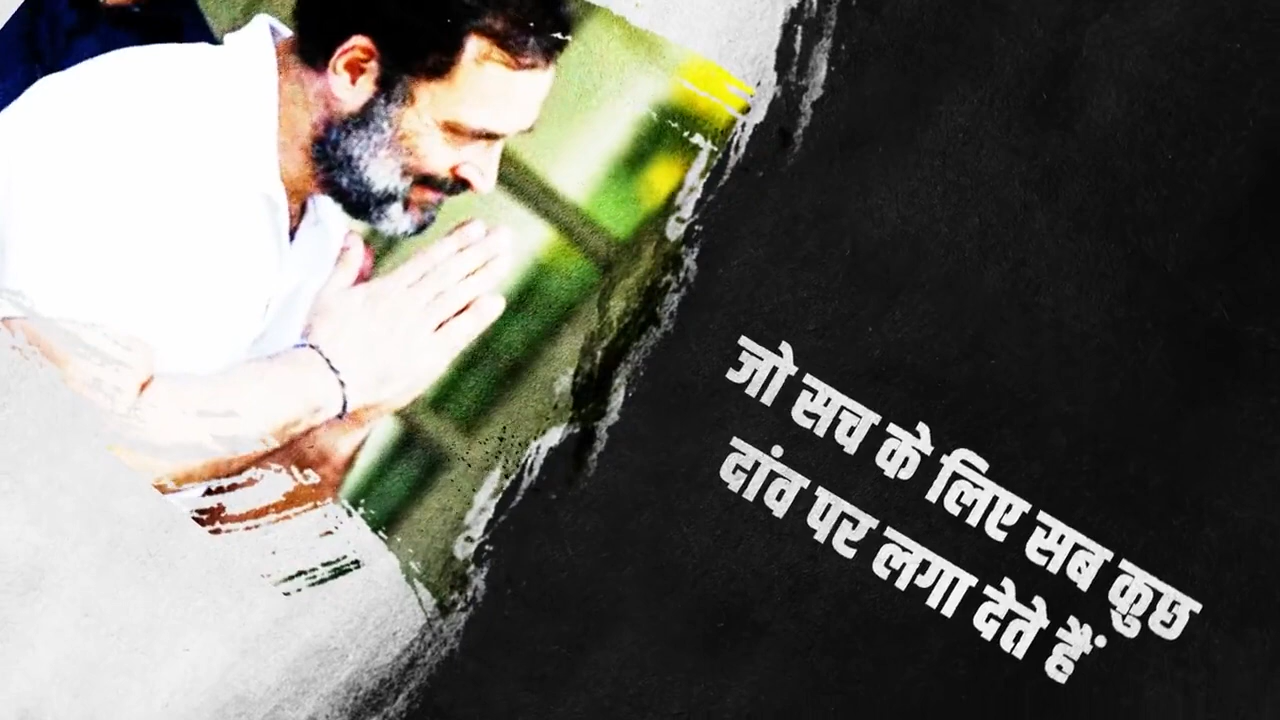 जो सच के लिए सब कुछ
दांव पर लगा देते हैं